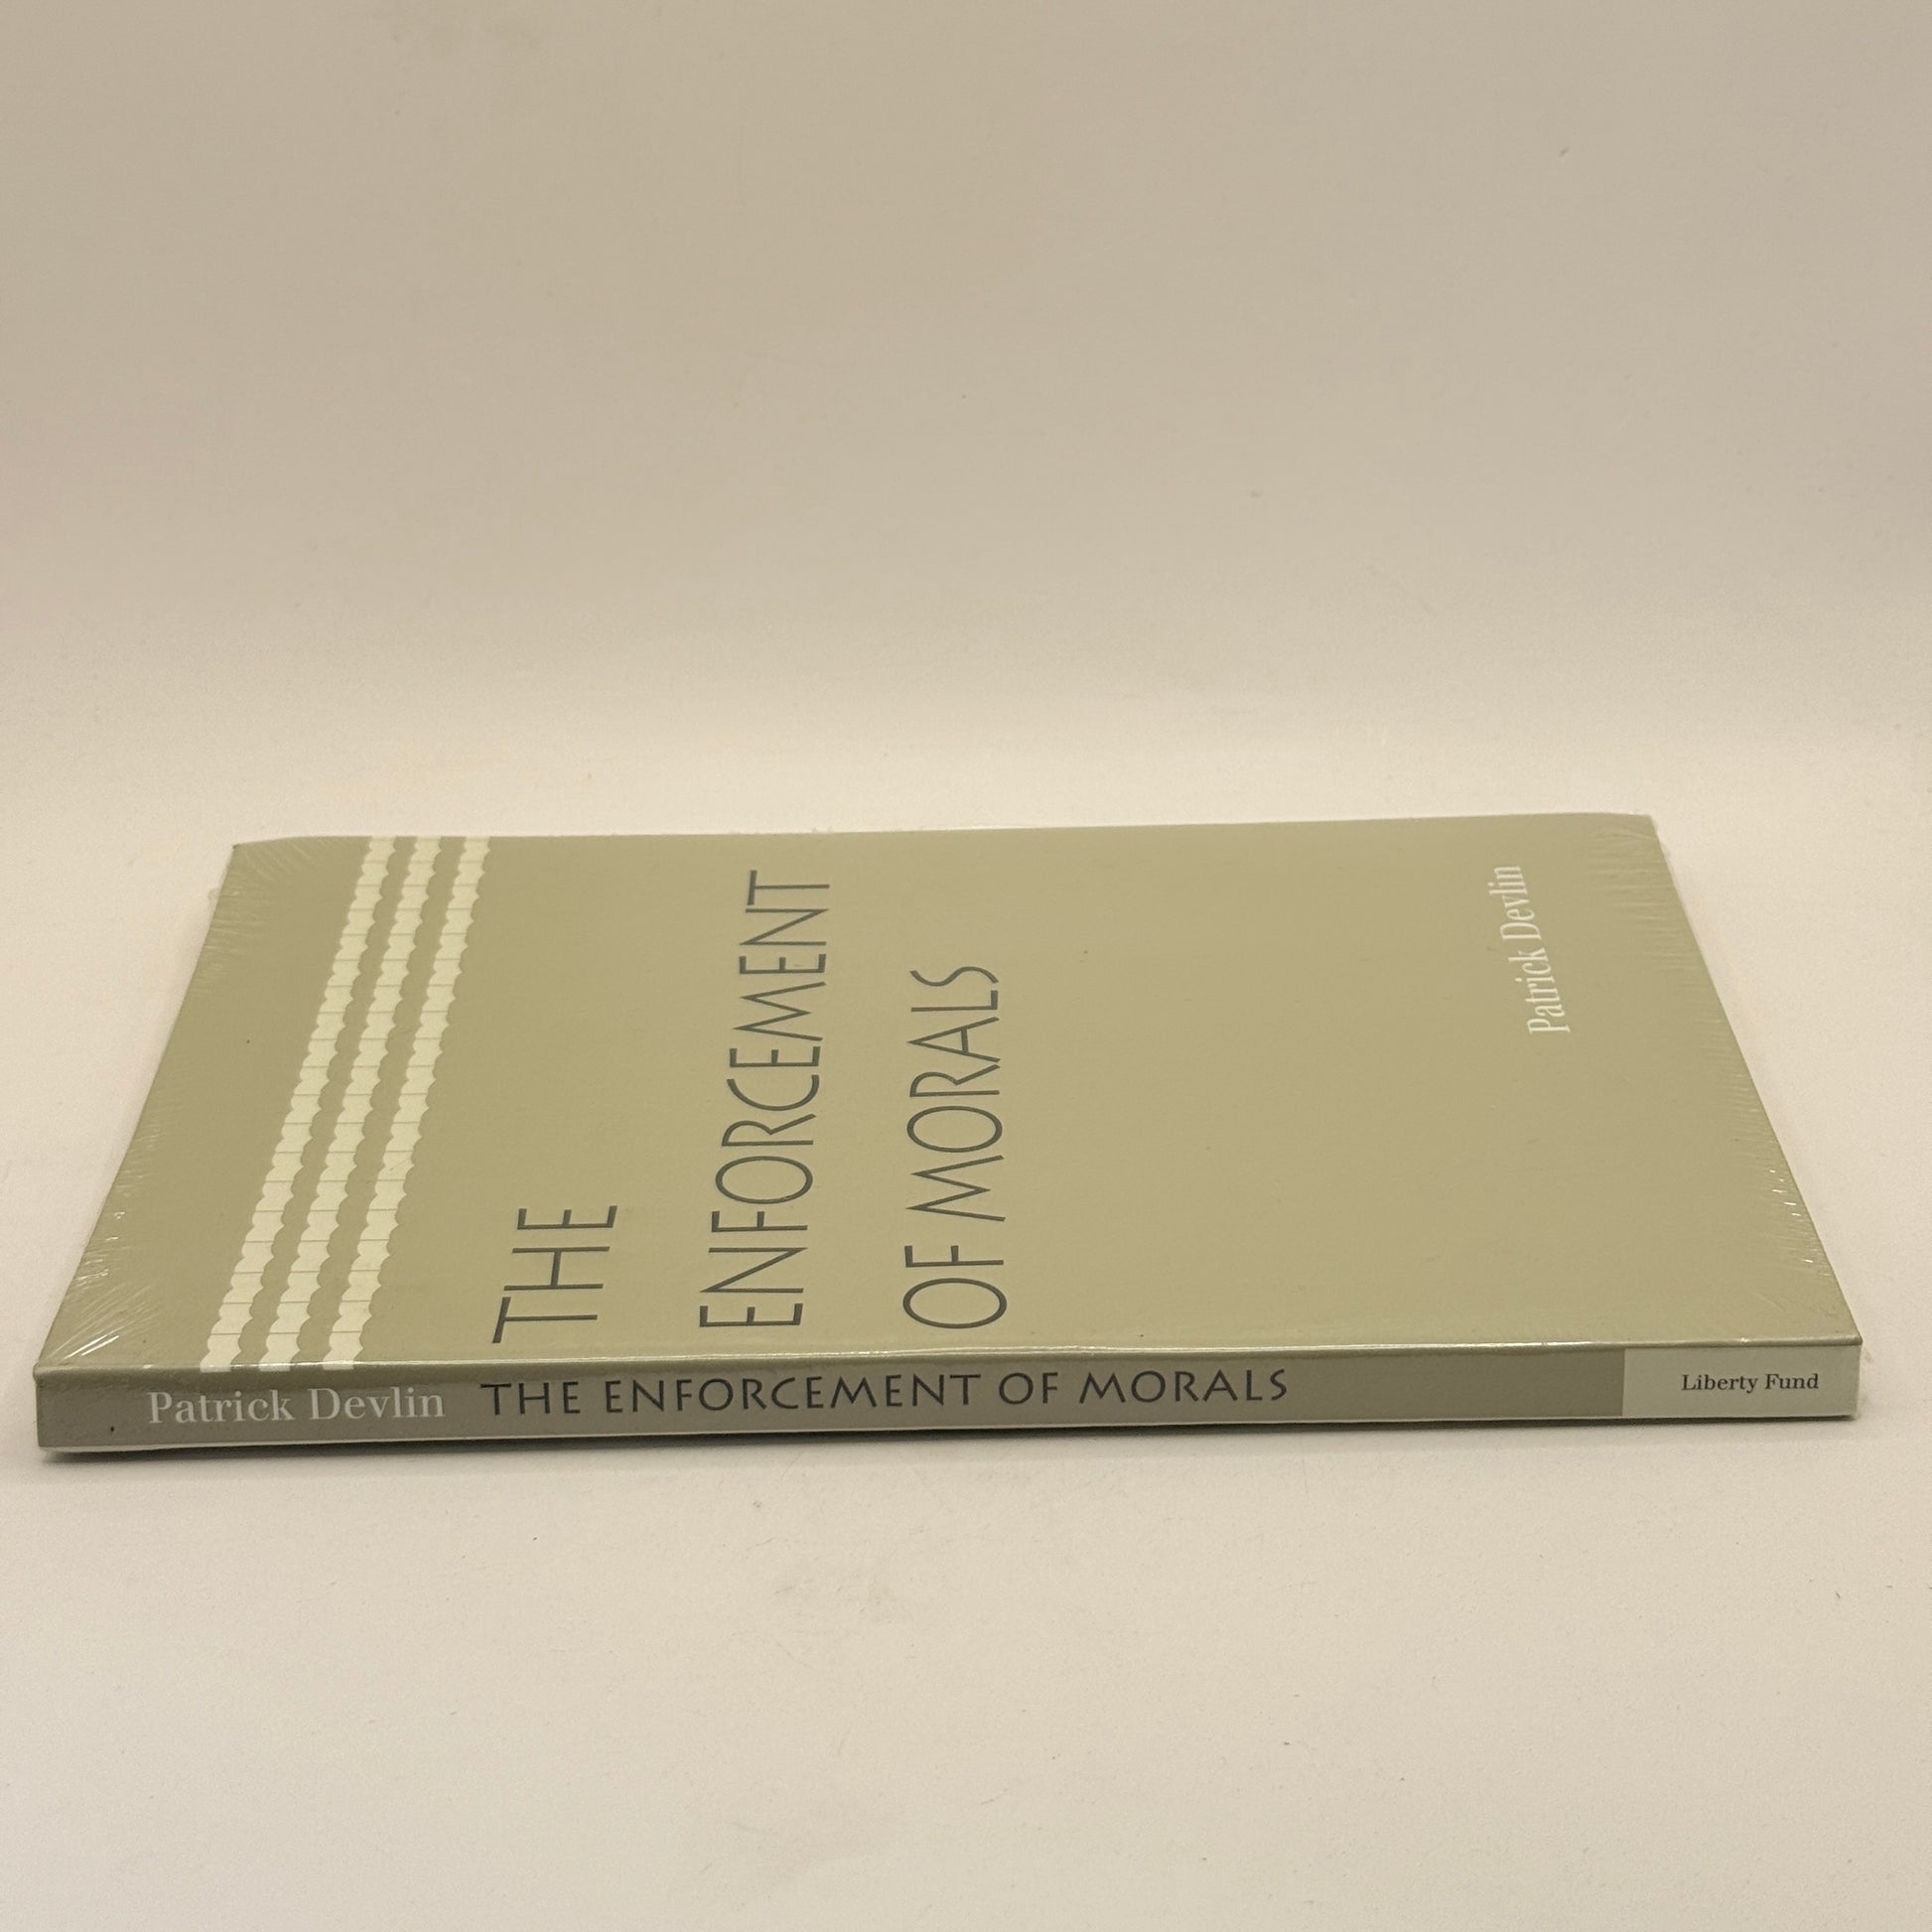 THE
ENFORCEMENT
OF MORALS
Patrick Devlin
Patrick Devlin THE ENFORCEMENT OF MORALS Liberty Fund